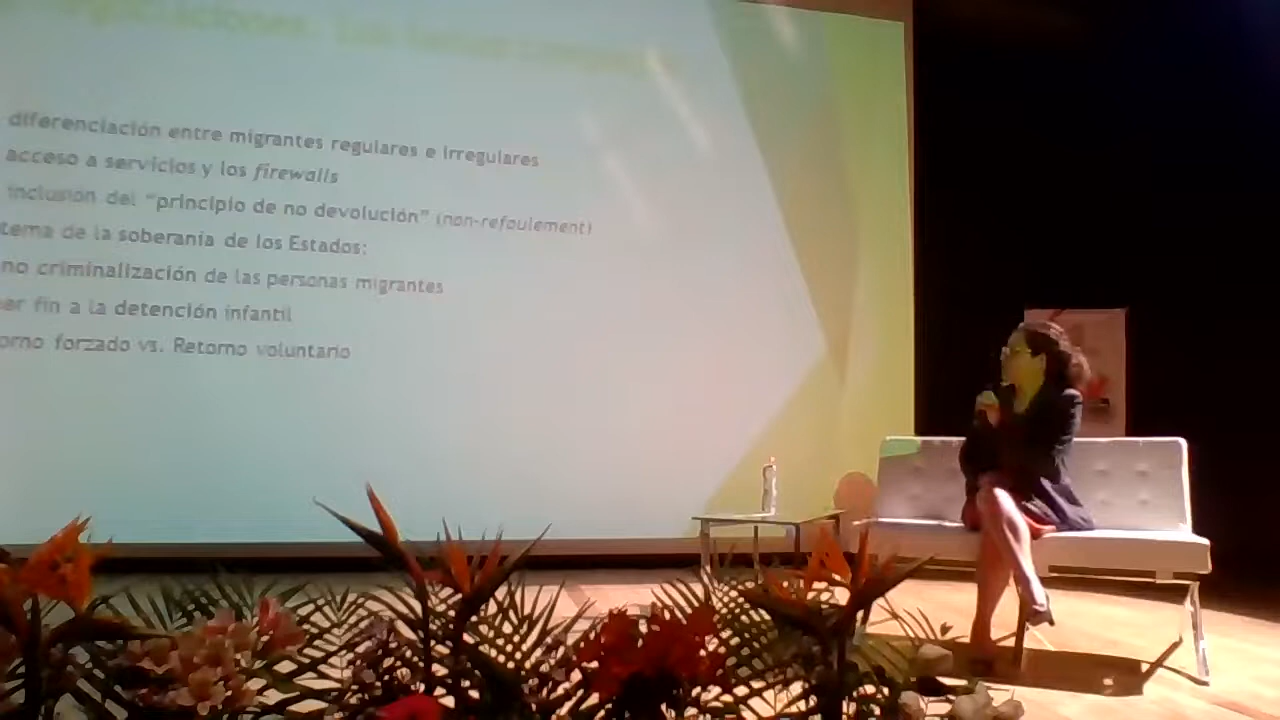 diferenciación entre migrantes regulares e irregulares
acceso a servicios y los firewalls
inclusion del "principio de no devolución" (non-refoulement)
tema de la soberanía de los Estados:
no criminalización de las personas migrantes
fin a la detención infantil
forzado vs. Retorno voluntario